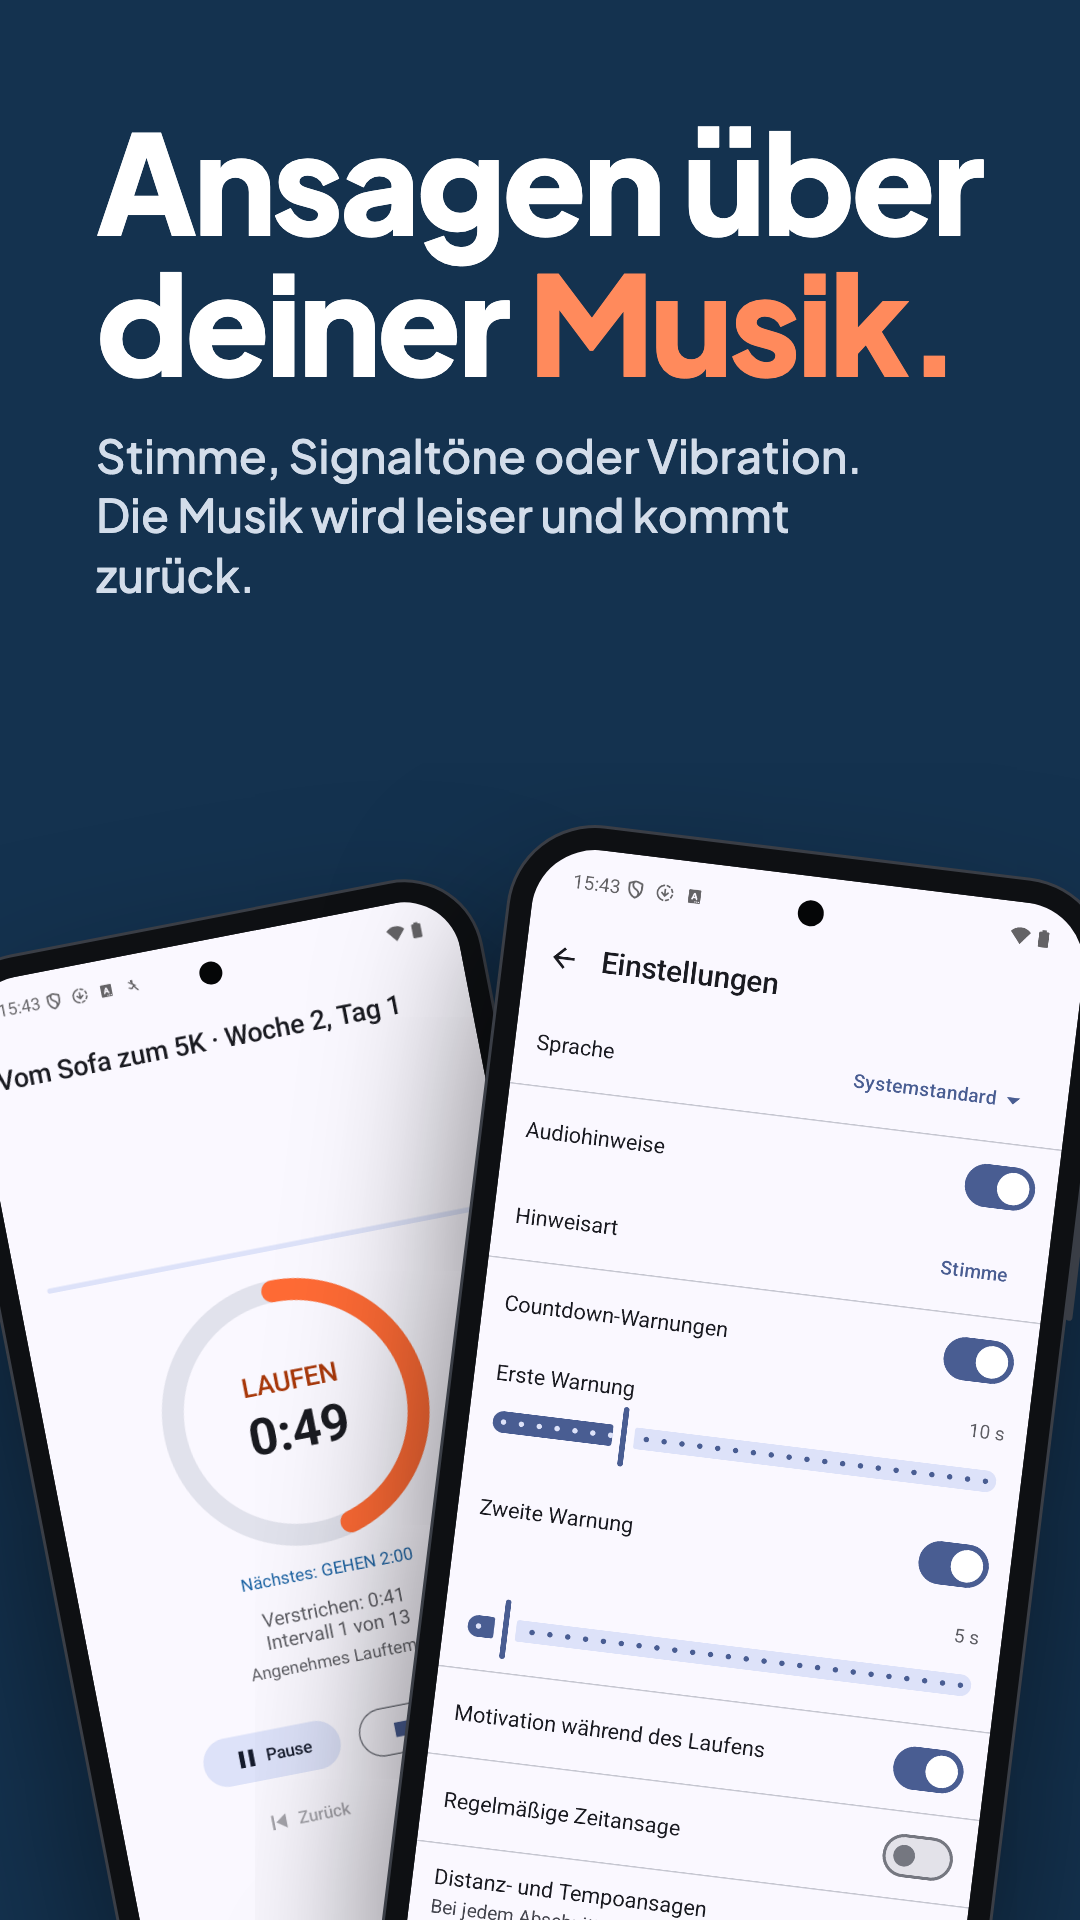 Ansagen über
deiner Musik.
Stimme, Signaltöne oder Vibration.
Die Musik wird leiser und kommt
zurück.
15:43
Vom Sofa zum 5K · Woche 2, Tag 1
LAUFEN
0:49
Nächstes: GEHEN 2:00
Verstrichen: 0:41
Intervall 1 von 13
Angenehmes
Pause
Zurück
15:43
Einstellungen
Sprache
Systemstandard
Audiohinweise
Hinweisart
Stimme
Countdown-Warnungen
Erste Warnung
10 s
Zweite Warnung
5 s
Motivation während des Laufens
Regelmäßige Zeitansage
Distanz- und Tempoansagen
Bei jedem